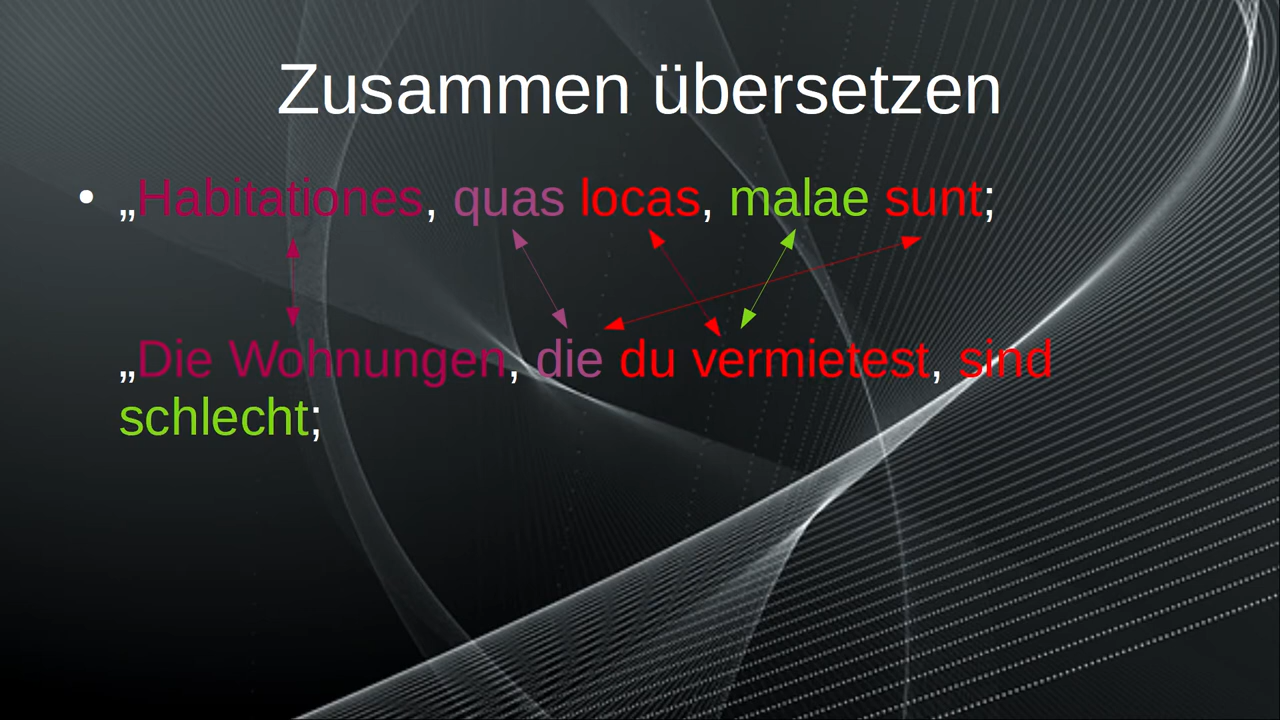 Zusammen übersetzen
• „Habitationes, quas locas, malae sunt;
„Die Wohnungen, die du vermietest, sind
schlecht;